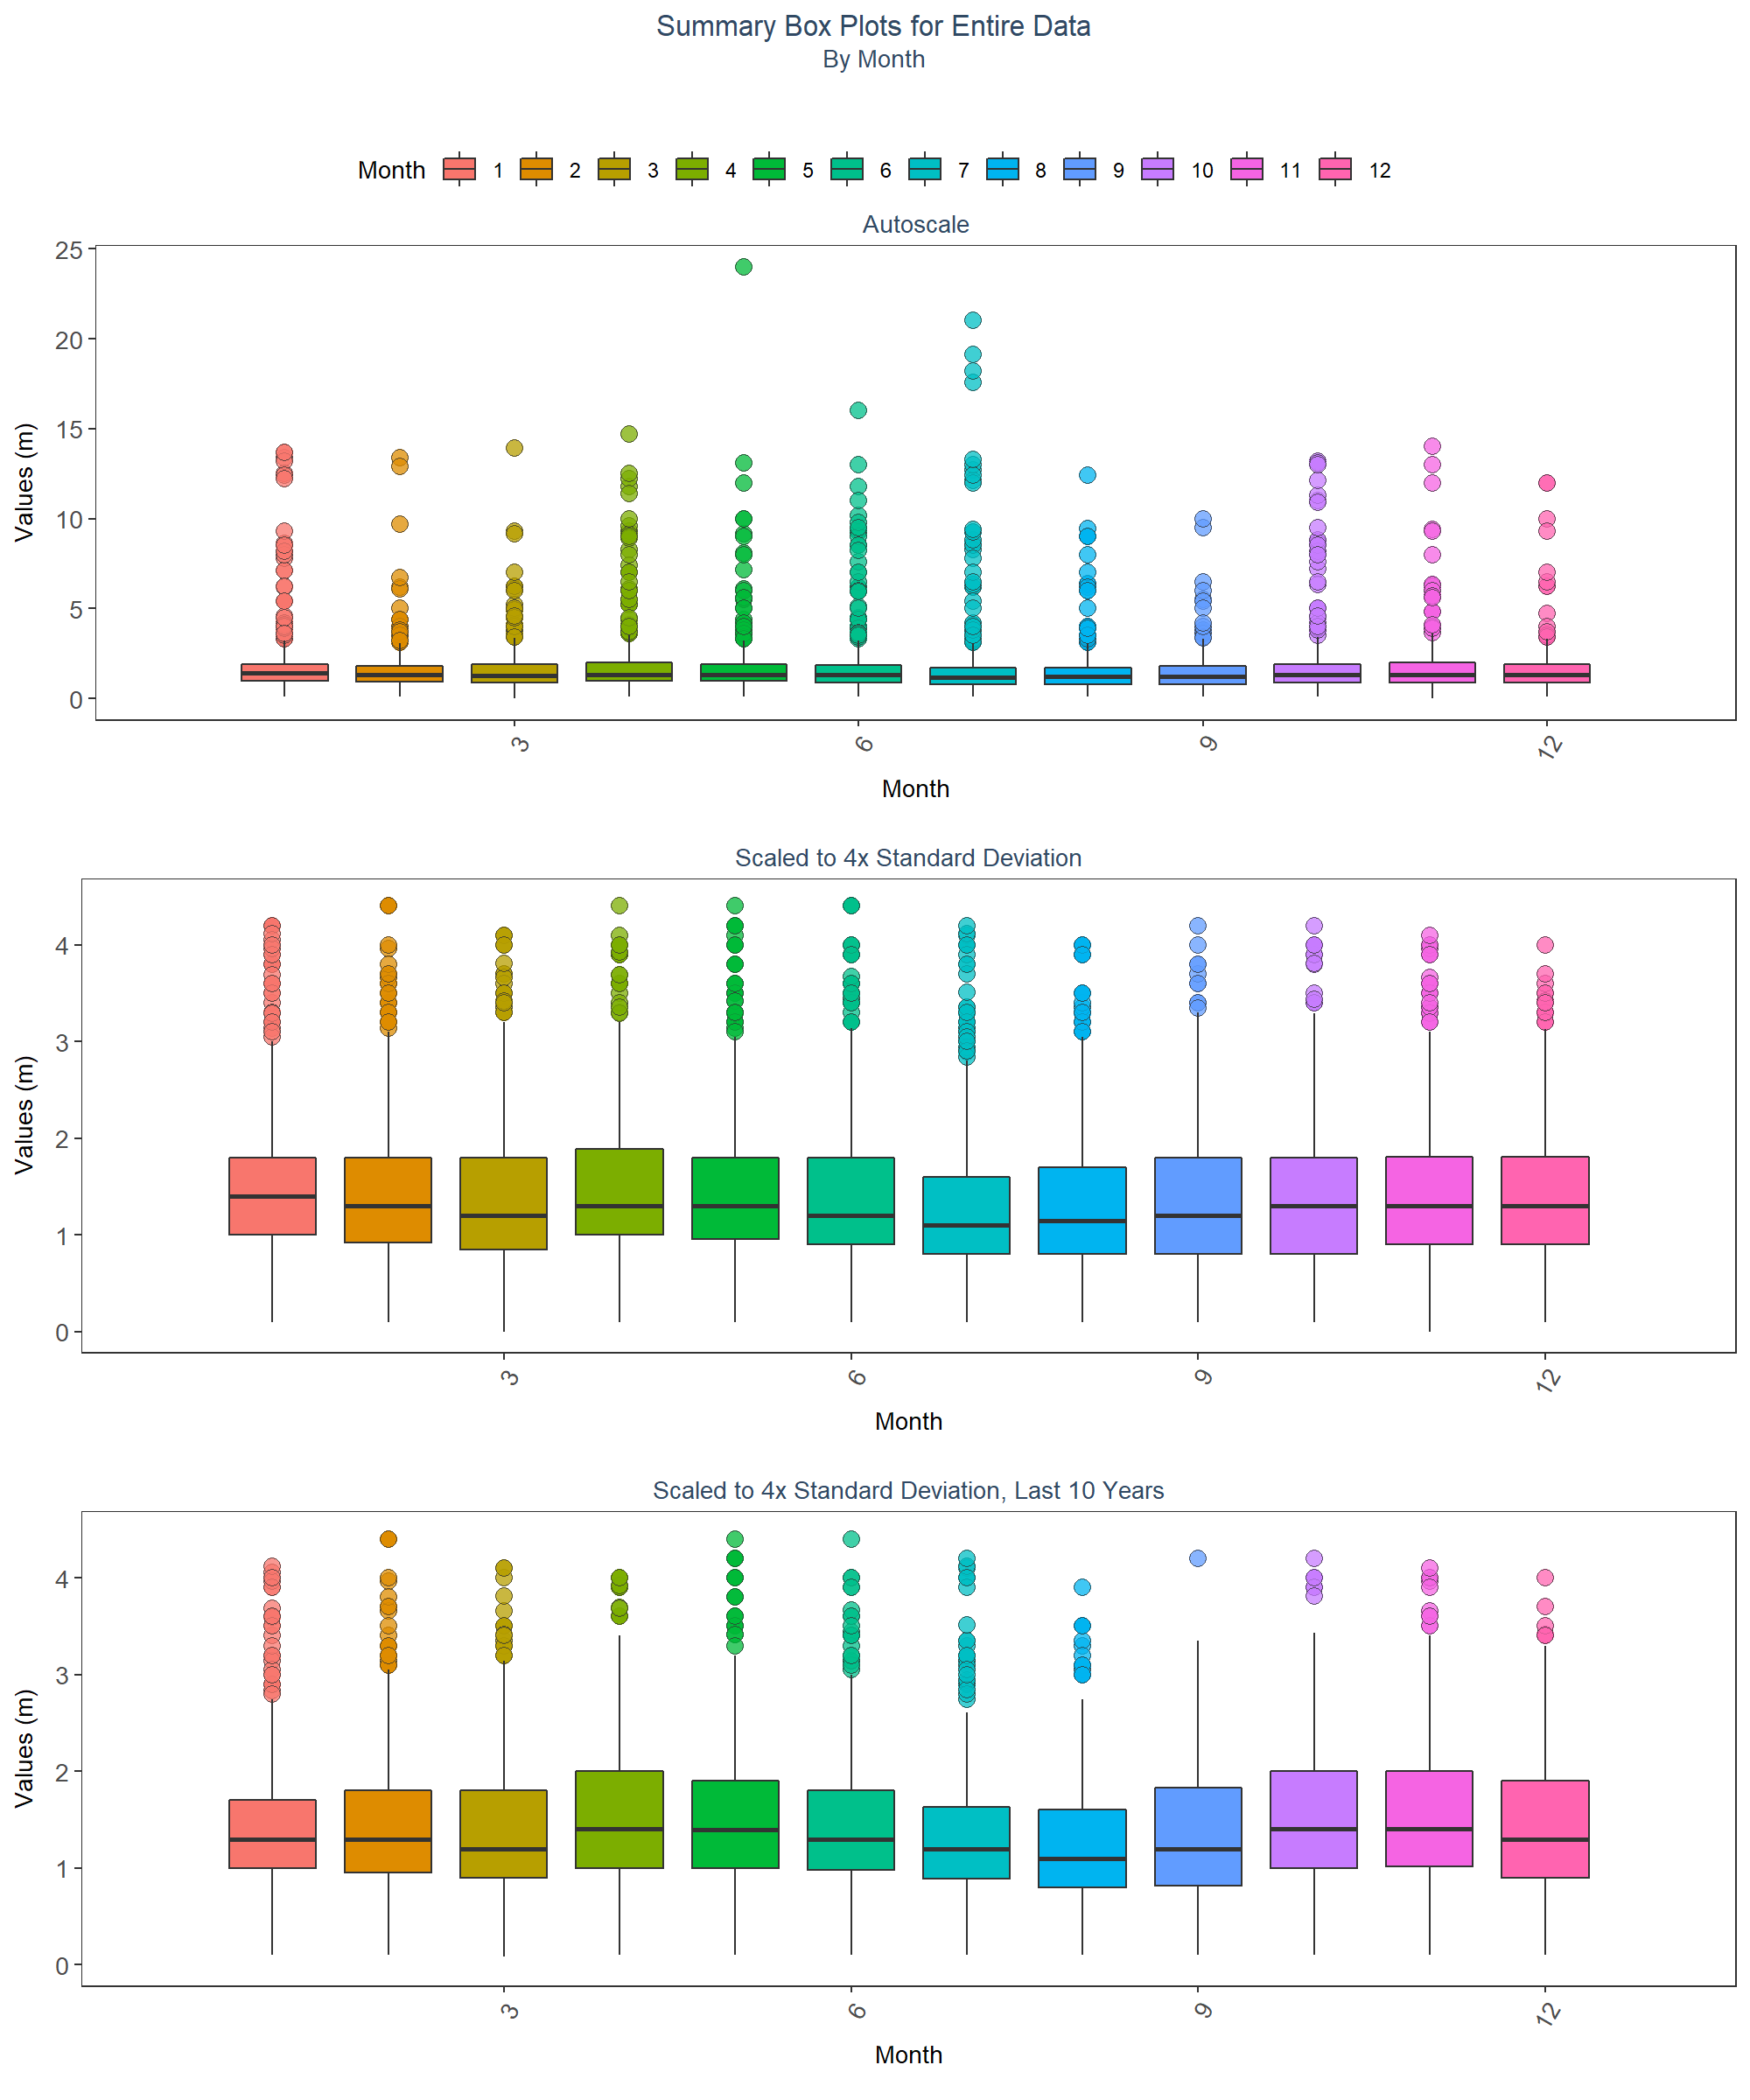 Summary Box Plots for Entire Data
By Month
Month 1 2 3 4 5 6 7 8 9 10 11 12
Autoscale
25
20
15
10
5
0
Values (m)
3 6 9 12
Month
Scaled to 4x Standard Deviation
4
3
2
1
0
Values (m)
3 6 9 12
Month
Scaled to 4x Standard Deviation, Last 10 Years
4
3
2
1
0
Values (m)
3 6 9 12
Month